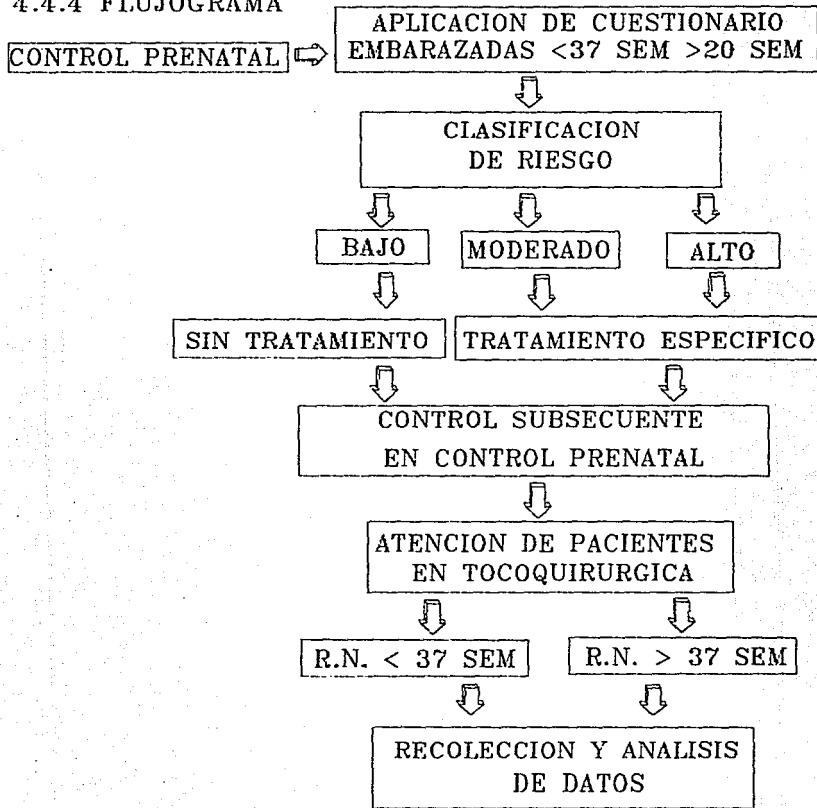 4.4.4 FLUJOGRAMA
CONTROL PRENATAL
APLICACION DE CUESTIONARIO
EMBARAZADAS <37 SEM >20 SEM
CLASIFICACION
DE RIESGO
BAJO
MODERADO
ALTO
SIN TRATAMIENTO
TRATAMIENTO ESPECIFICO
CONTROL SUBSECUENTE
EN CONTROL PRENATAL
ATENCION DE PACIENTES
EN TOCOQUIRURGICA
R.N. < 37 SEM
R.N. > 37 SEM
RECOLECCION Y ANALISIS
DE DATOS